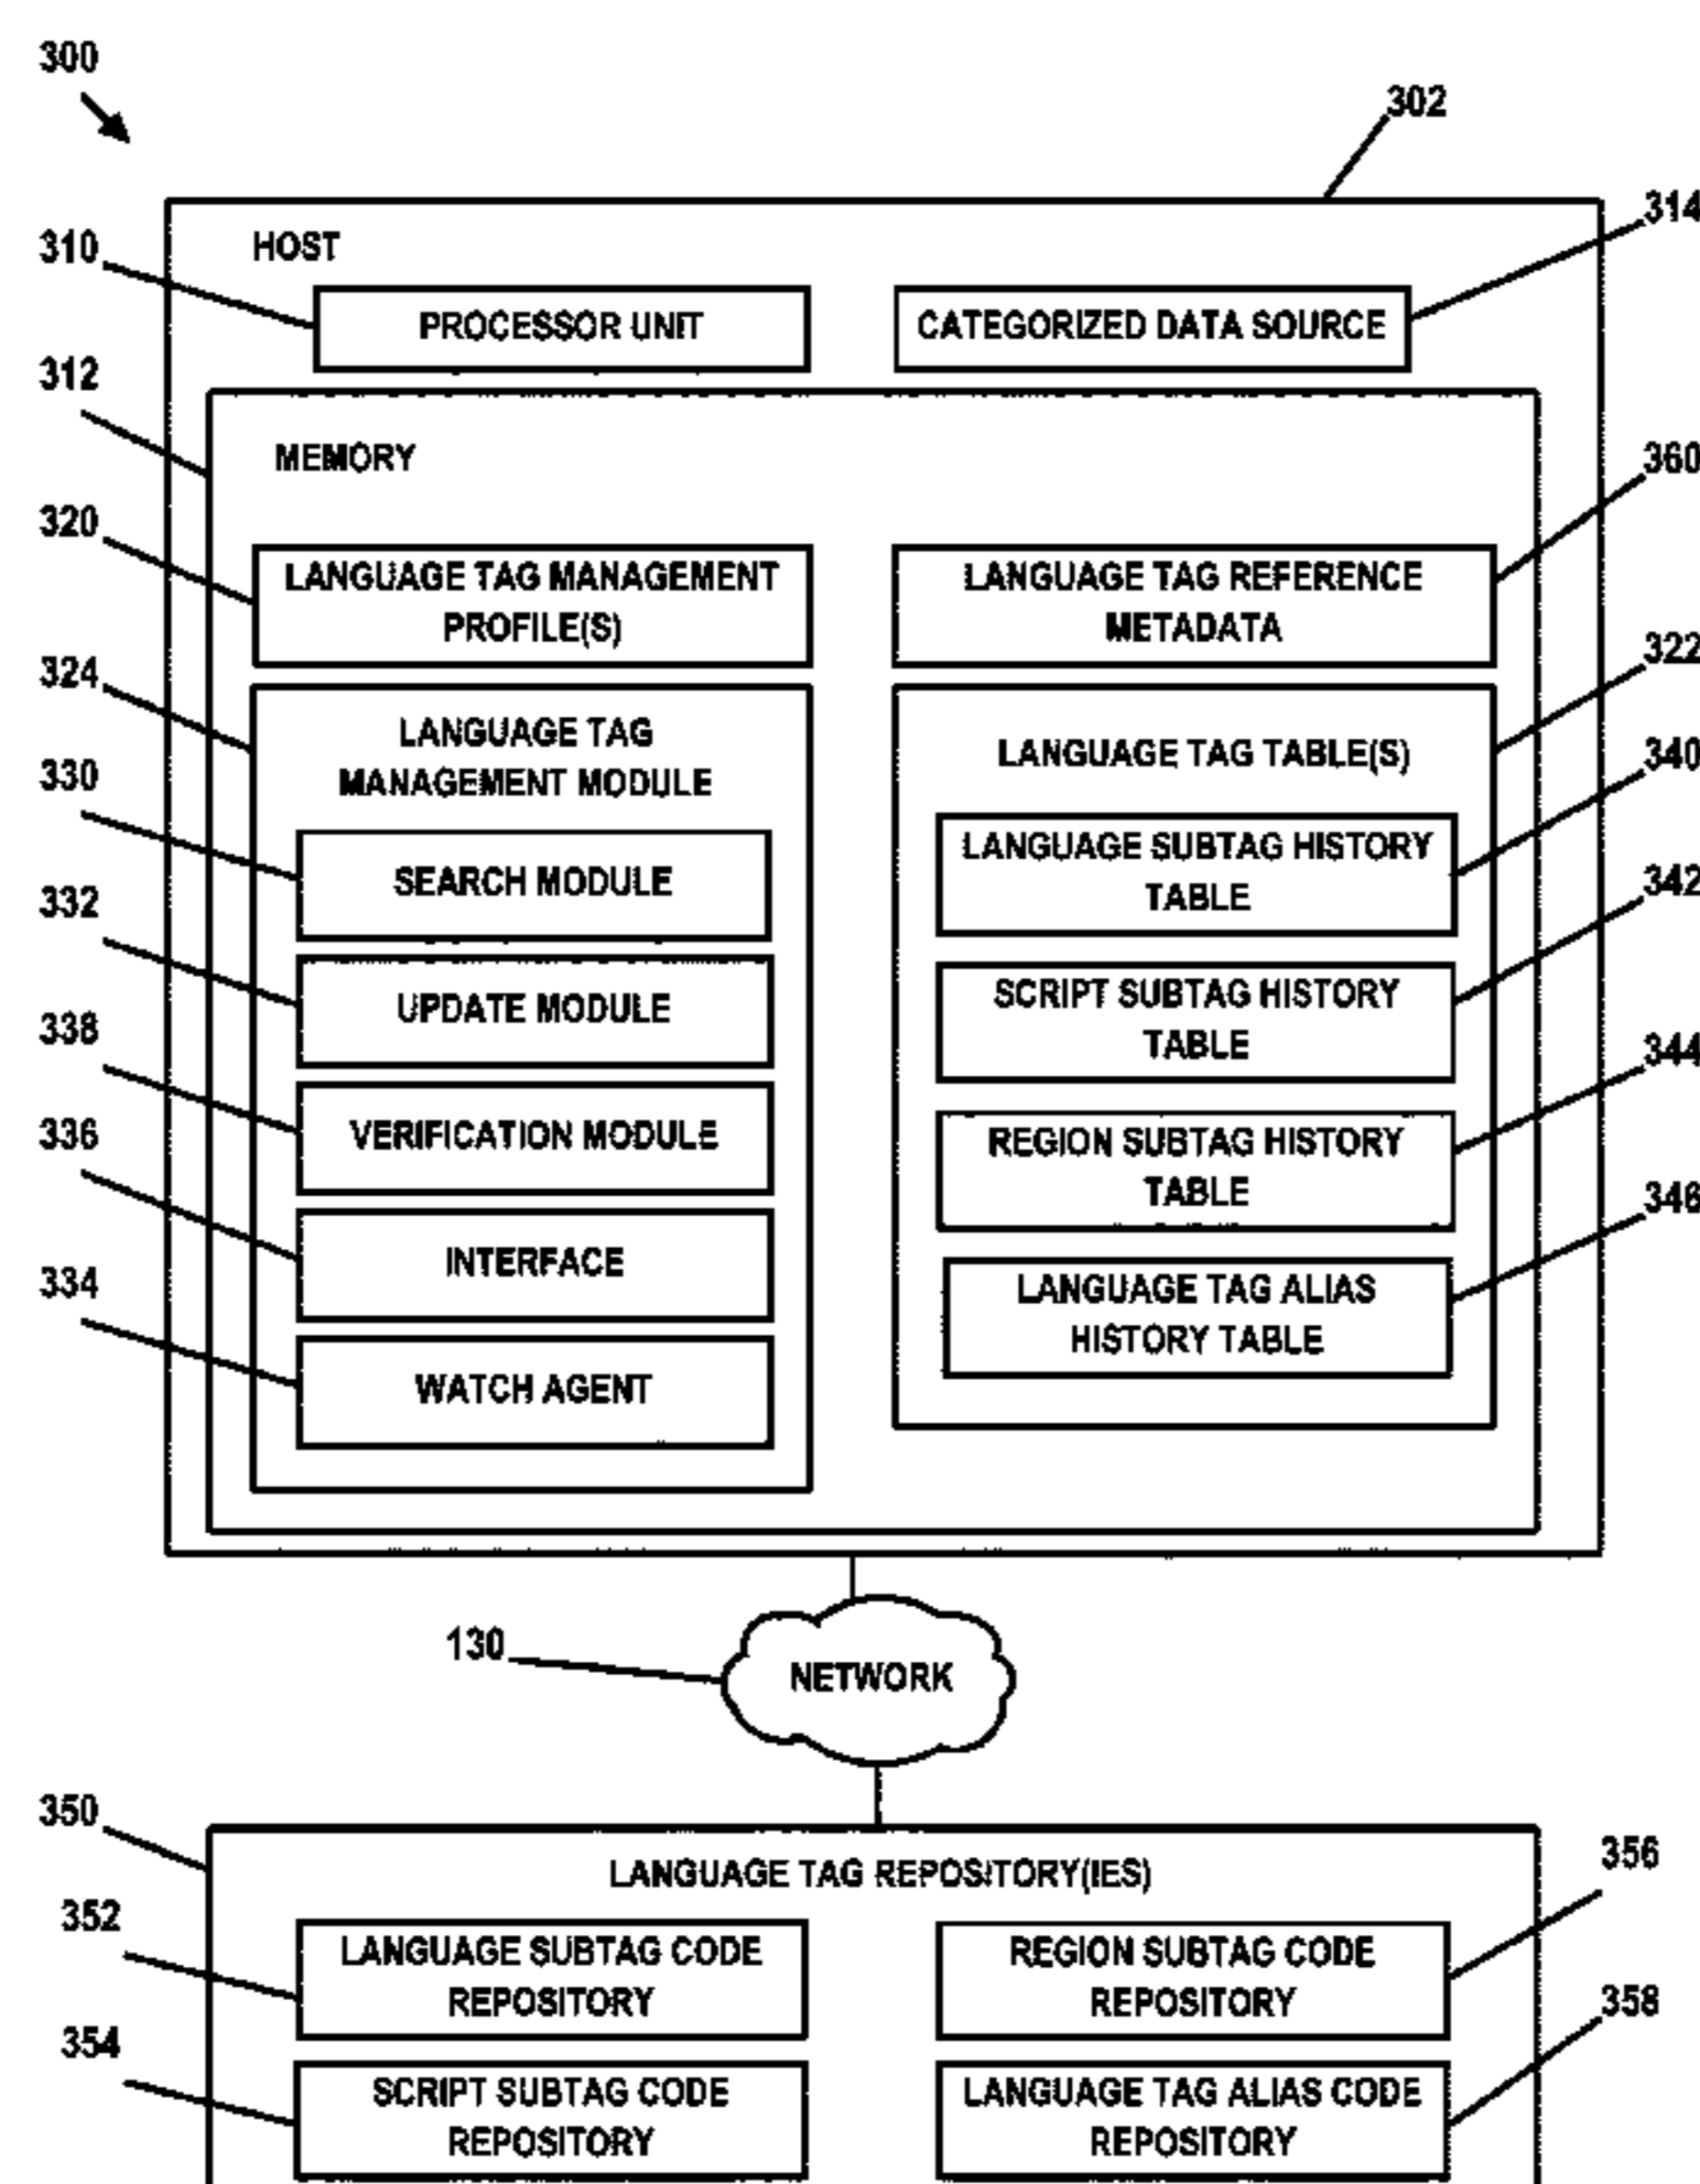 300
302
314
310
HOST
PROCESSOR UNIT
CATEGORIZED DATA SOURCE
312
MEMORY
360
320
LANGUAGE TAG MANAGEMENT
PROFILE(S)
LANGUAGE TAG REFERENCE
METADATA
322
324
LANGUAGE TAG
MANAGEMENT MODULE
LANGUAGE TAG TABLE(S)
340
330
SEARCH MODULE
LANGUAGE SUBTAG HISTORY
TABLE
342
332
UPDATE MODULE
SCRIPT SUBTAG HISTORY
TABLE
338
344
VERIFICATION MODULE
REGION SUBTAG HISTORY
TABLE
336
346
INTERFACE
LANGUAGE TAG ALIAS
HISTORY TABLE
334
WATCH AGENT
130
NETWORK
350
LANGUAGE TAG REPOSITORY(IES)
356
352
LANGUAGE SUBTAG CODE
REPOSITORY
REGION SUBTAG CODE
REPOSITORY
358
354
SCRIPT SUBTAG CODE
REPOSITORY
LANGUAGE TAG ALIAS CODE
REPOSITORY